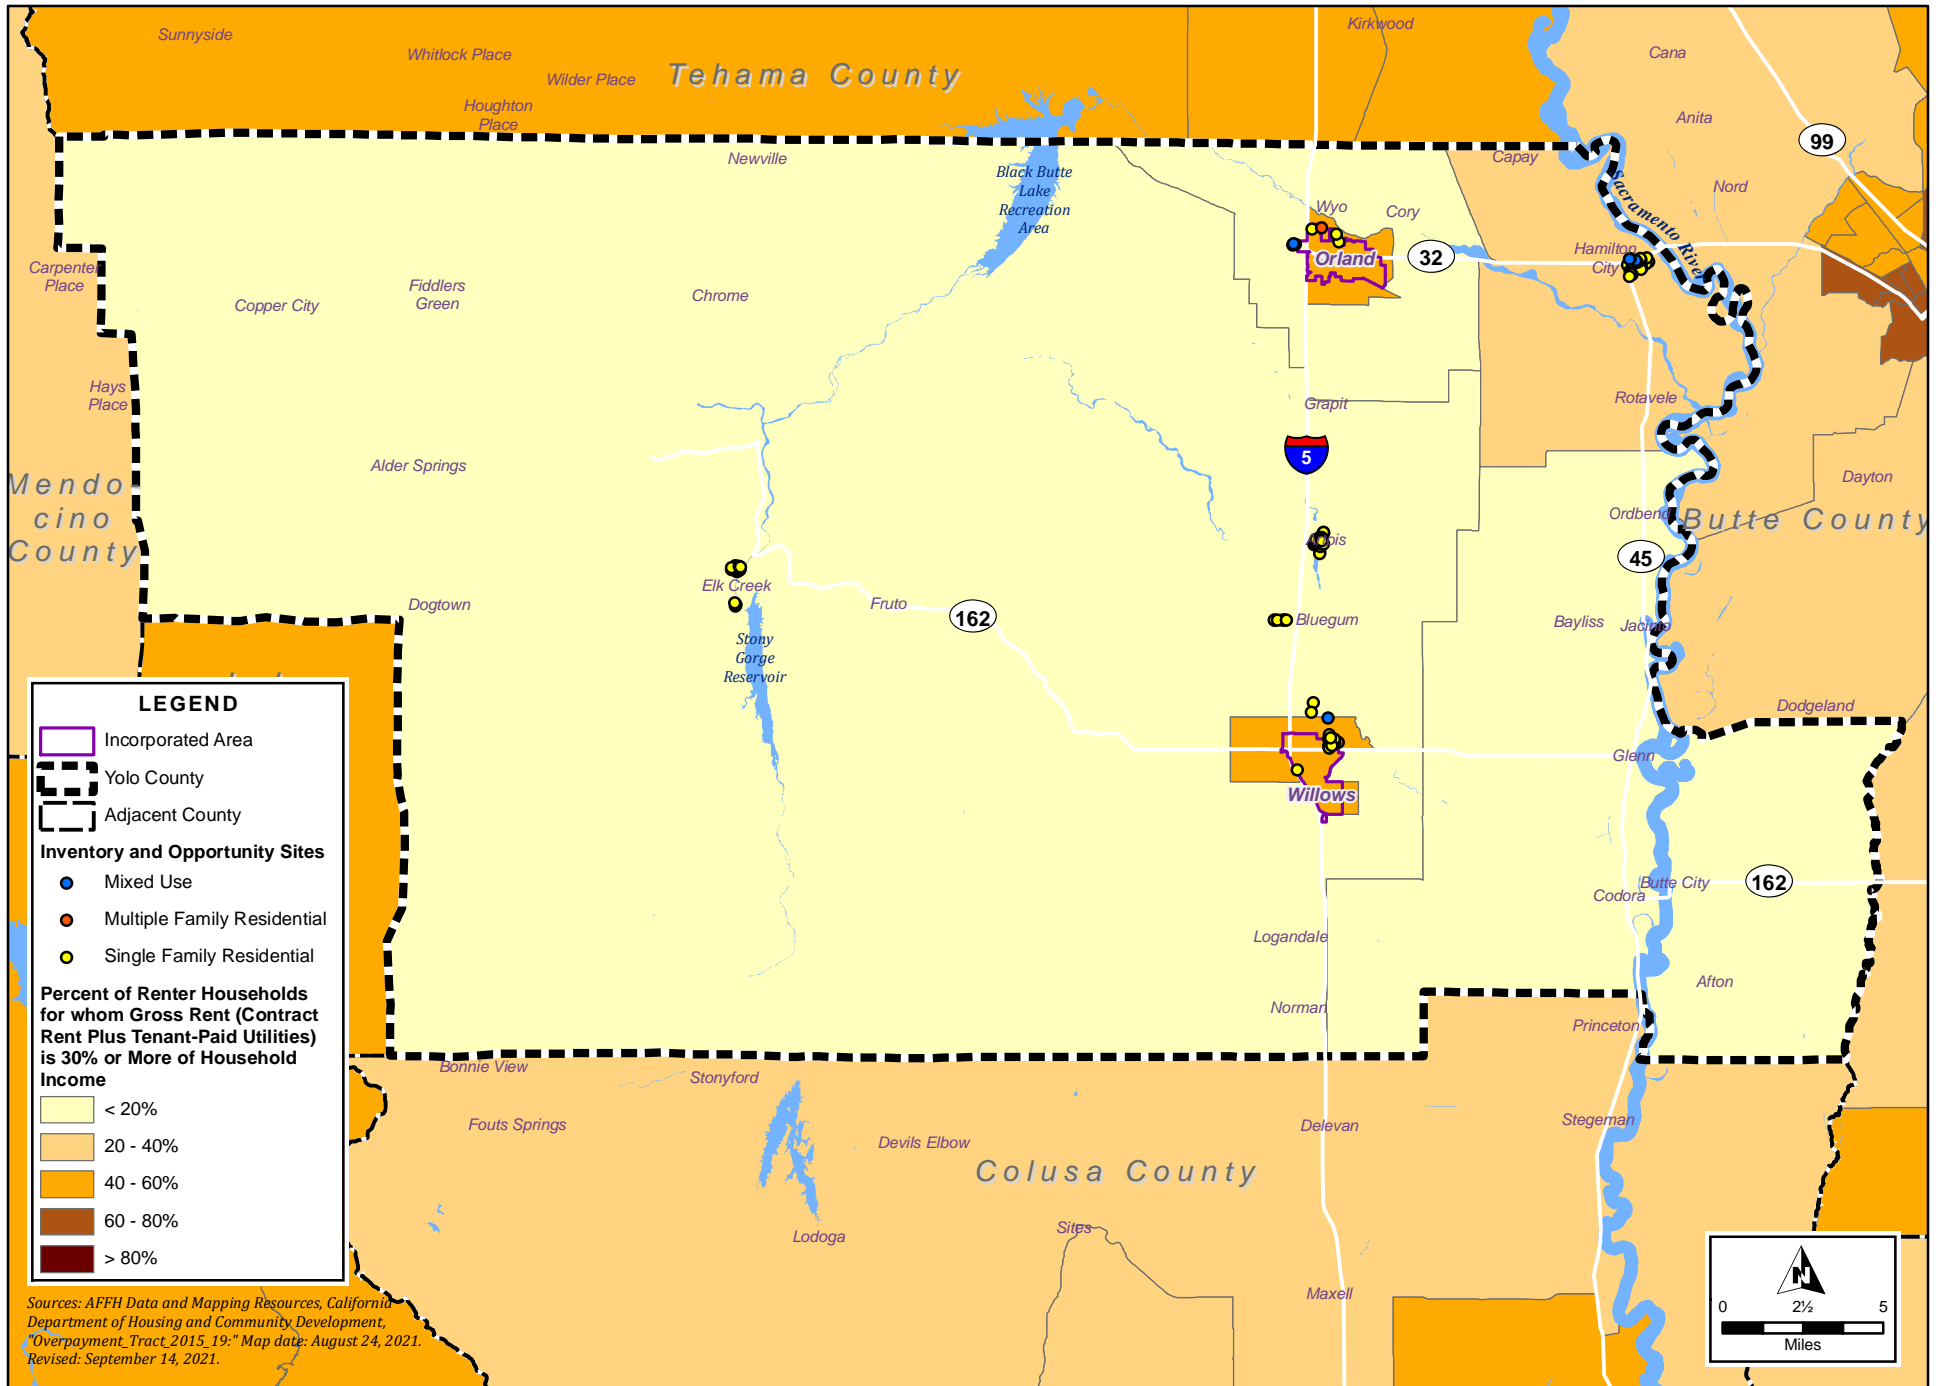 Sunnyside
Whitlock Place
Wilder Place
Houghton
Place
Tehama County
Kirkwood
Cana
Anita
99
Nord
Capay
Newville
Black Butte
Lake
Recreation
Area
Wyo
Cory
Orland
32
Hamilton
City
Sacramento River
Carpenter
Place
Copper City
Fiddlers
Green
Chrome
Hays
Place
Grapit
Rotavele
Alder Springs
5
Dayton
Mendo-
cino
County
Ordbend
Butte County
45
Elk Creek
Dogtown
Fruto
162
Bluegum
Bayliss
Jacinto
Stony
Gorge
Reservoir
Dodgeland
Glenn
Willows
Butte City
162
Codora
Logandale
Afton
Norman
Princeton
Bonnie View
Stonyford
Fouts Springs
Devils Elbow
Delevan
Stegeman
Colusa County
Lodoga
Sites
Maxell
LEGEND
Incorporated Area
Yolo County
Adjacent County
Inventory and Opportunity Sites
Mixed Use
Multiple Family Residential
Single Family Residential
Percent of Renter Households
for whom Gross Rent (Contract
Rent Plus Tenant-Paid Utilities)
is 30% or More of Household
Income
< 20%
20 - 40%
40 - 60%
60 - 80%
> 80%
Sources: AFFH Data and Mapping Resources, California
Department of Housing and Community Development,
"Overpayment_Tract_2015_19:" Map date: August 24, 2021.
Revised: September 14, 2021.
N
0 2½ 5
Miles